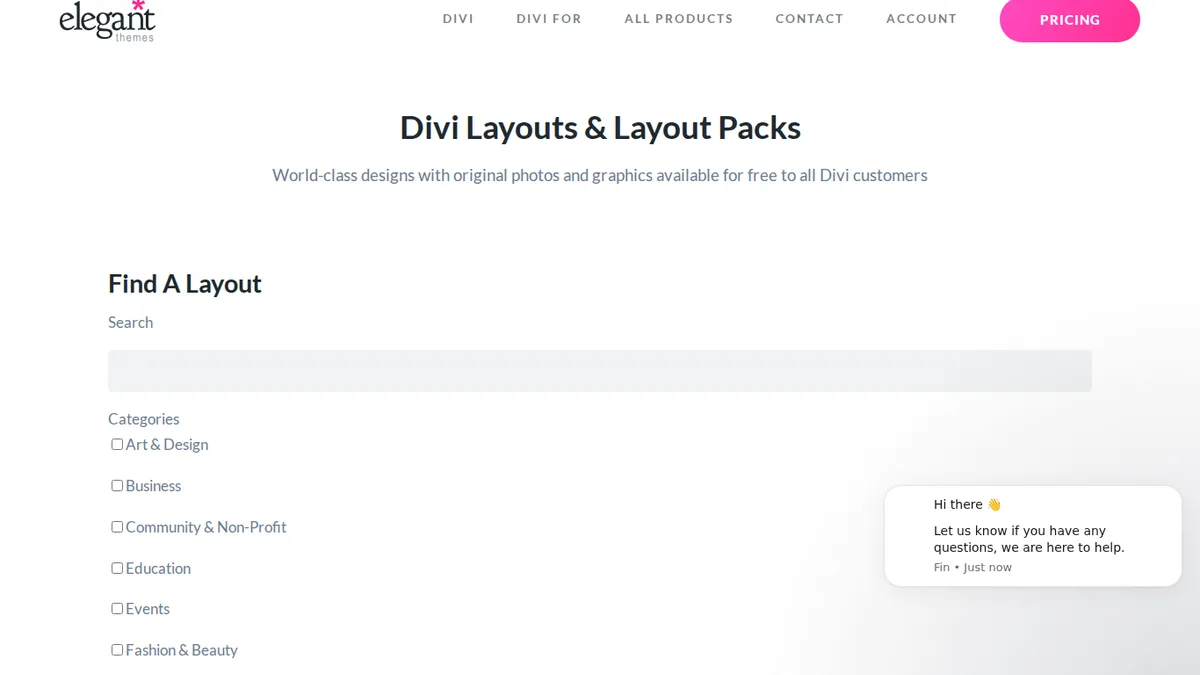 elegant
themes
DIVI
DIVI FOR
ALL PRODUCTS
CONTACT
ACCOUNT
PRICING
Divi Layouts & Layout Packs
World-class designs with original photos and graphics available for free to all Divi customers
Find A Layout
Search
Categories
Art & Design
Business
Community & Non-Profit
Education
Events
Fashion & Beauty
Hi there 👋
Let us know if you have any
questions, we are here to help.
Fin • Just now